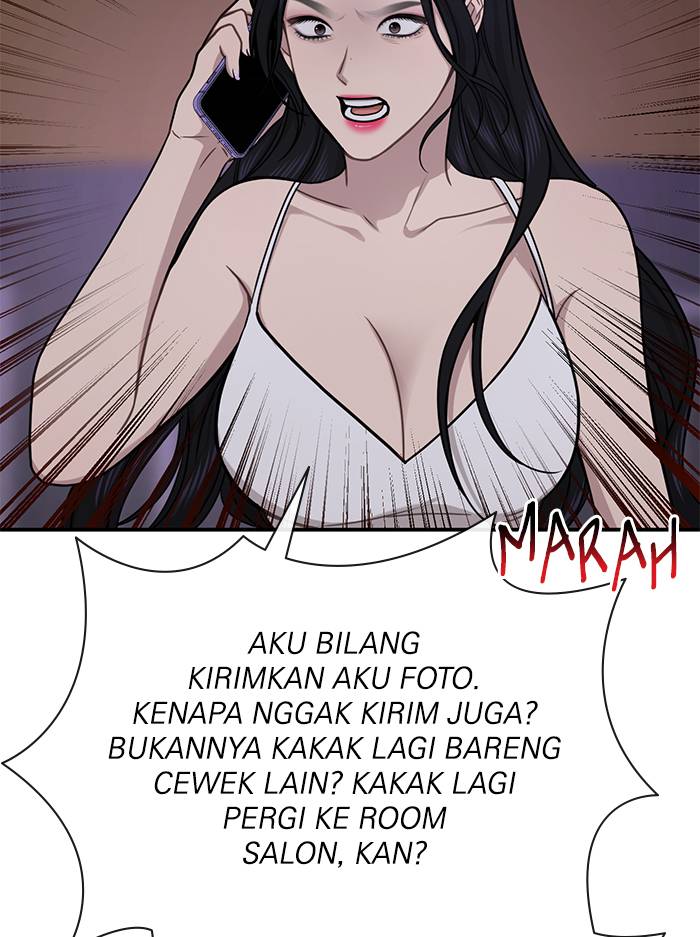 MARAH
AKU BILANG
KIRIMKAN AKU FOTO.
KENAPA NGGAK KIRIM JUGA?
BUKANNYA KAKAK LAGI BARENG
CEWEK LAIN? KAKAK LAGI
PERGI KE ROOM
SALON, KAN?